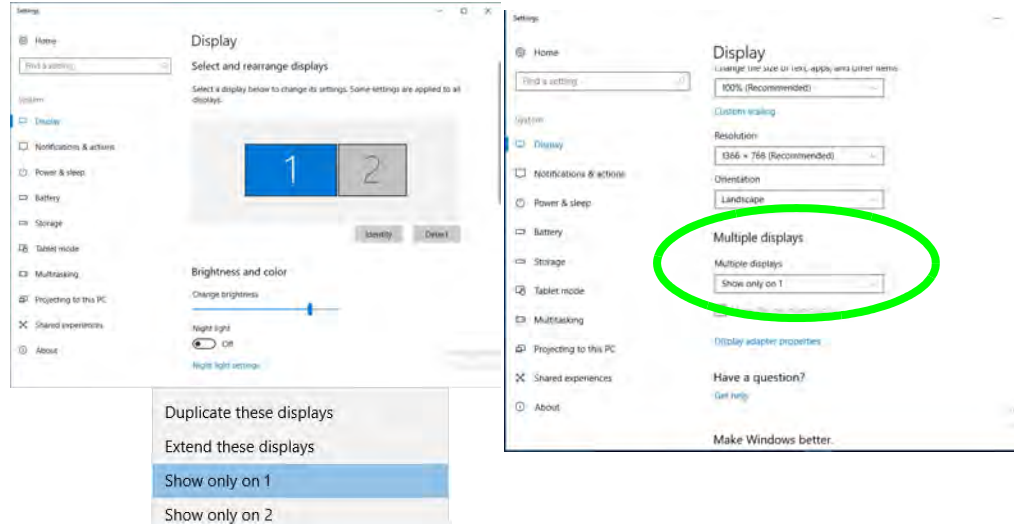 Settings
Home
Display
Find a setting
Select and rearrange displays
System
Select a display below to change its settings. Some settings are applied to all
displays.
Display
Notifications & actions
Power & sleep
Battery
Storage
Tablet mode
Multitasking
Projecting to this PC
Shared experiences
About
1
2
Identify
Detect
Brightness and color
Change brightness
Night light
Off
Night light settings
Duplicate these displays
Extend these displays
Show only on 1
Show only on 2
Settings
Home
Find a setting
System
Display
Notifications & actions
Power & sleep
Battery
Storage
Tablet mode
Multitasking
Projecting to this PC
Shared experiences
About
Display
Change the size of text, apps, and other items
100% (Recommended)
Custom scaling
Resolution
1366 × 768 (Recommended)
Orientation
Landscape
Multiple displays
Multiple displays
Show only on 1
Display adapter properties
Have a question?
Get help
Make Windows better.